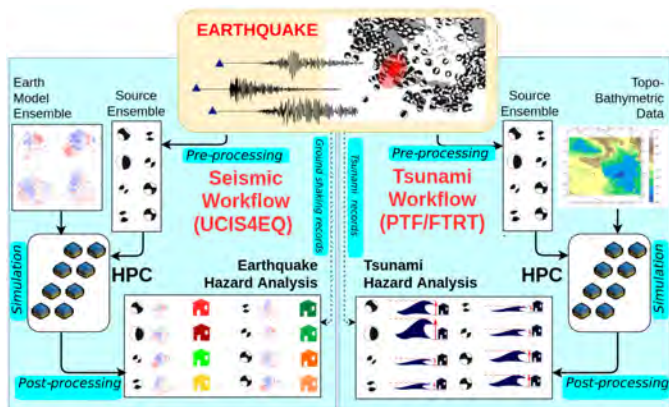 EARTHQUAKE
Earth
Model
Ensemble
Source
Ensemble
Pre-processing
Seismic
Workflow
(UCIS4EQ)
Ground shaking records
Simulation
HPC
Earthquake
Hazard Analysis
Post-processing
Tsunami records
Pre-processing
Tsunami
Workflow
(PTF/FTRT)
Source
Ensemble
Topo-
Bathymetric
Data
HPC
Simulation
Tsunami
Hazard Analysis
Post-processing